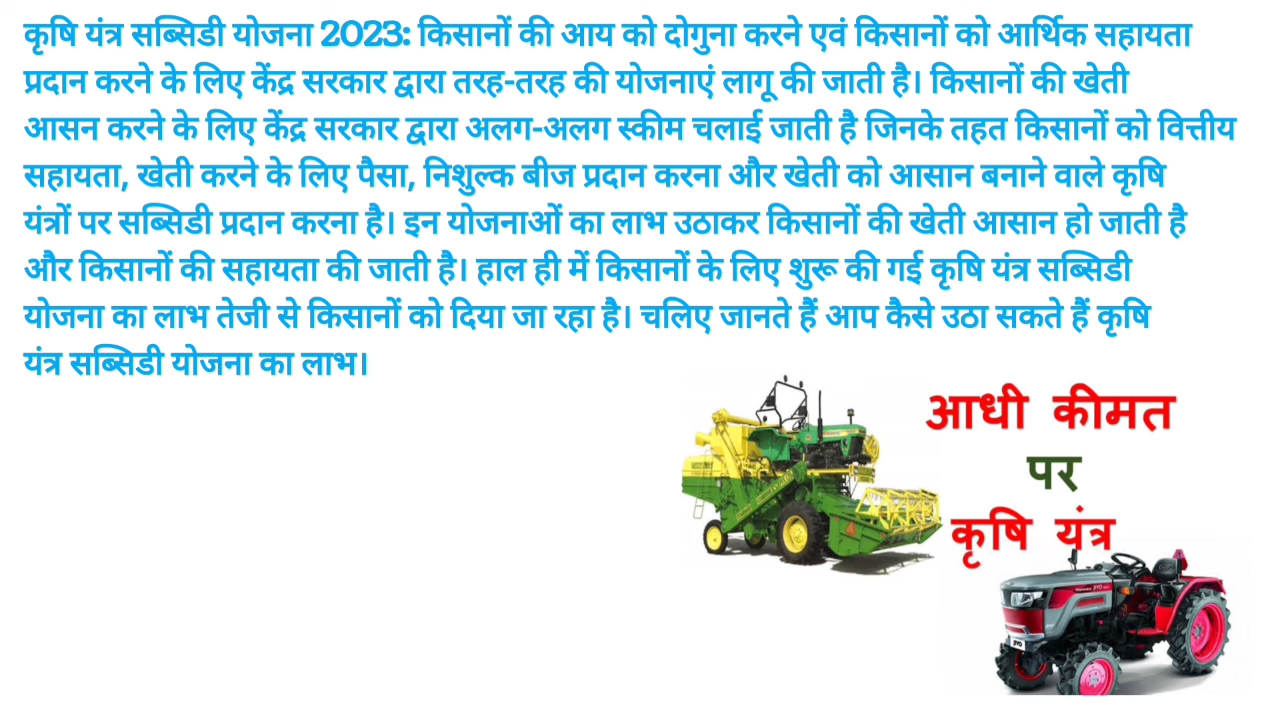 कृषि यंत्र सब्सिडी योजना 2023: किसानों की आय को दोगुना करने एवं किसानों को आर्थिक सहायता
प्रदान करने के लिए केंद्र सरकार द्वारा तरह-तरह की योजनाएं लागू की जाती है। किसानों की खेती
आसन करने के लिए केंद्र सरकार द्वारा अलग-अलग स्कीम चलाई जाती है जिनके तहत किसानों को वित्तीय
सहायता, खेती करने के लिए पैसा, निशुल्क बीज प्रदान करना और खेती को आसान बनाने वाले कृषि
यंत्रों पर सब्सिडी प्रदान करना है। इन योजनाओं का लाभ उठाकर किसानों की खेती आसान हो जाती है
और किसानों की सहायता की जाती है। हाल ही में किसानों के लिए शुरू की गई कृषि यंत्र सब्सिडी
योजना का लाभ तेजी से किसानों को दिया जा रहा है। चलिए जानते हैं आप कैसे उठा सकते हैं कृषि
यंत्र सब्सिडी योजना का लाभ।
आधी कीमत
पर
कृषि यंत्र
JIVO